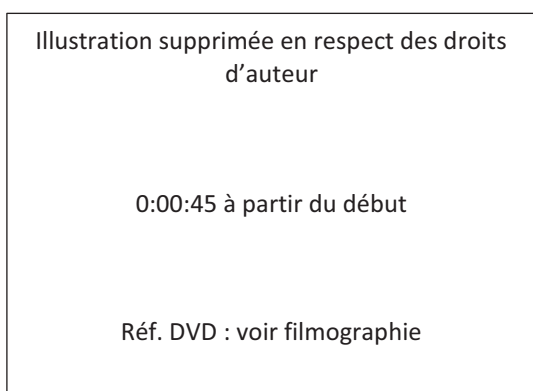 Illustration supprimée en respect des droits
d’auteur
0:00:45 à partir du début
Réf. DVD : voir filmographie